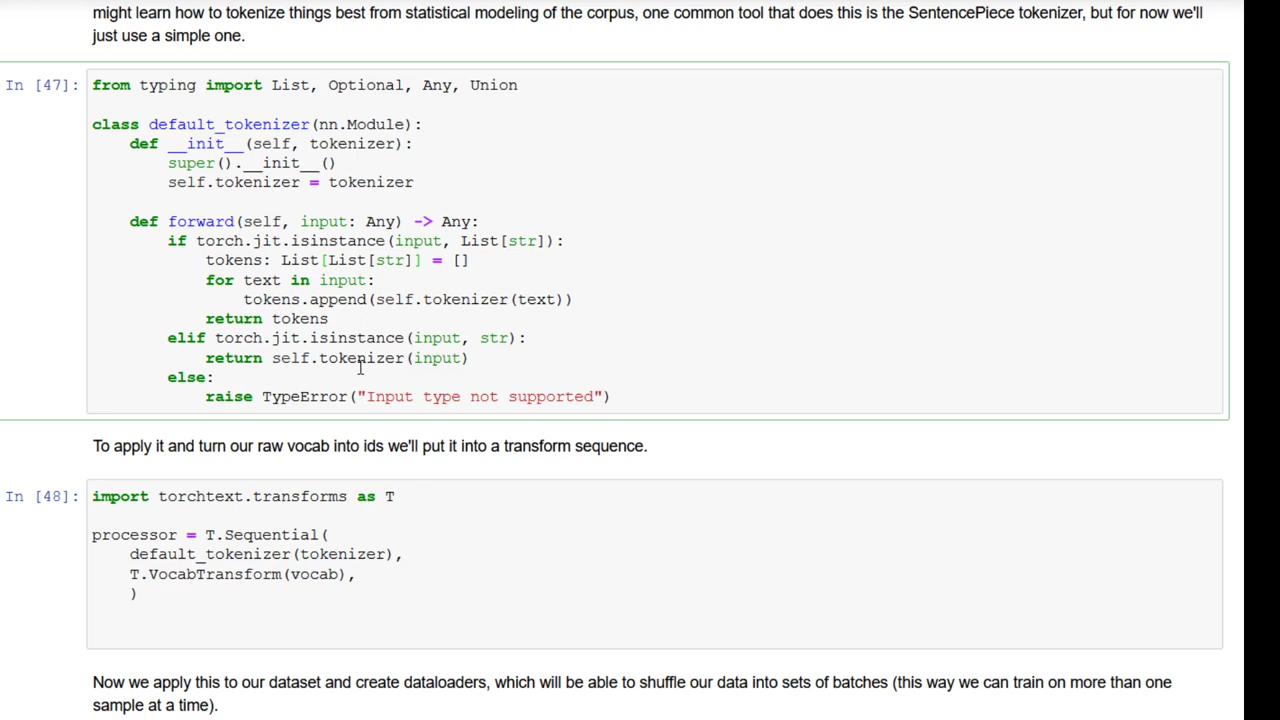 might learn how to tokenize things best from statistical modeling of the corpus, one common tool that does this is the SentencePiece tokenizer, but for now we'll
just use a simple one.
In [47]: from typing import List, Optional, Any, Union
class default_tokenizer(nn.Module):
    def __init__(self, tokenizer):
        super().__init__()
        self.tokenizer = tokenizer
    def forward(self, input: Any) -> Any:
        if torch.jit.isinstance(input, List[str]):
            tokens: List[List[str]] = []
            for text in input:
                tokens.append(self.tokenizer(text))
            return tokens
        elif torch.jit.isinstance(input, str):
            return self.tokenizer(input)
        else:
            raise TypeError("Input type not supported")
To apply it and turn our raw vocab into ids we'll put it into a transform sequence.
In [48]: import torchtext.transforms as T
processor = T.Sequential(
    default_tokenizer(tokenizer),
    T.VocabTransform(vocab),
    )
Now we apply this to our dataset and create dataloaders, which will be able to shuffle our data into sets of batches (this way we can train on more than one
sample at a time).